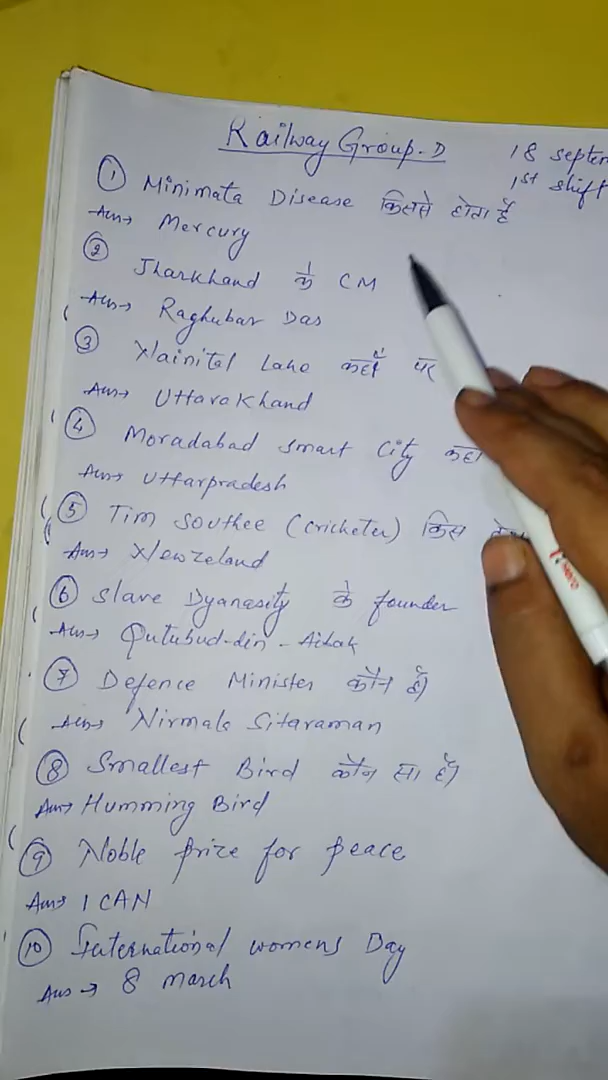 Railway Group-D
18 septem
1st shift
① Minimata Disease किससे होता है
Ans→ Mercury
② Jharkhand के CM
Ans→ Raghubar Das
③ Nainital Lake कहाँ पर
Ans→ Uttarakhand
④ Moradabad smart City कहा
Ans→ Uttarpradesh
⑤ Tim Southee (cricketer) किस
Ans→ Newzeland
⑥ Slave Dyanasity के founder
Ans→ Qutubud-din-Aibak
⑦ Defence Minister कौन है
Ans→ Nirmala Sitaraman
⑧ Smallest Bird कौन सा है
Ans→ Humming Bird
⑨ Noble prize for peace
Ans→ ICAN
⑩ International womens Day
Ans→ 8 march